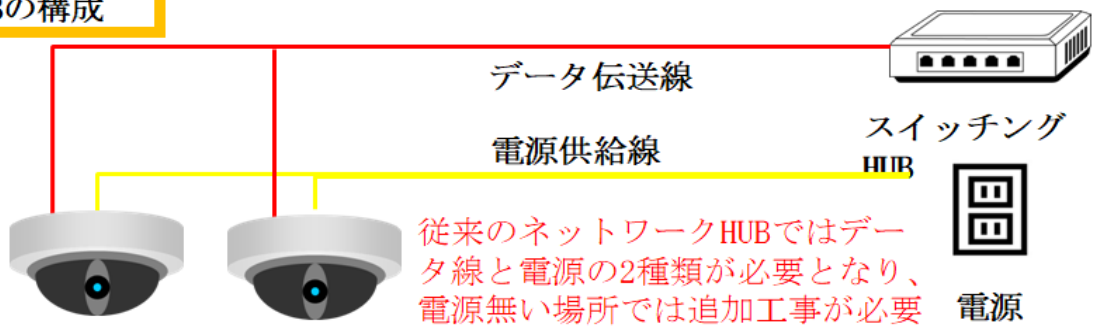 の構成
データ伝送線
スイッチング
HUB
電源供給線
従来のネットワークHUBではデー
タ線と電源の2種類が必要となり、
電源無い場所では追加工事が必要
電源